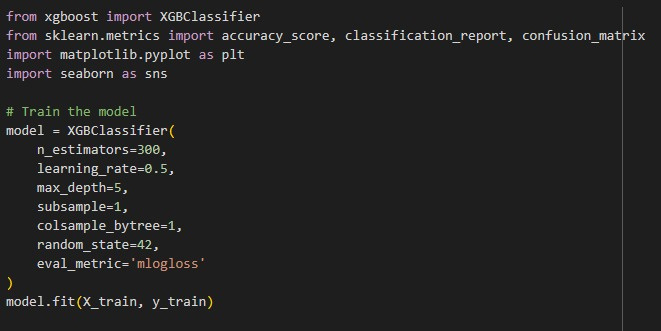 from xgboost import XGBClassifier
from sklearn.metrics import accuracy_score, classification_report, confusion_matrix
import matplotlib.pyplot as plt
import seaborn as sns

# Train the model
model = XGBClassifier(
    n_estimators=300,
    learning_rate=0.5,
    max_depth=5,
    subsample=1,
    colsample_bytree=1,
    random_state=42,
    eval_metric='mlogloss'
)
model.fit(X_train, y_train)